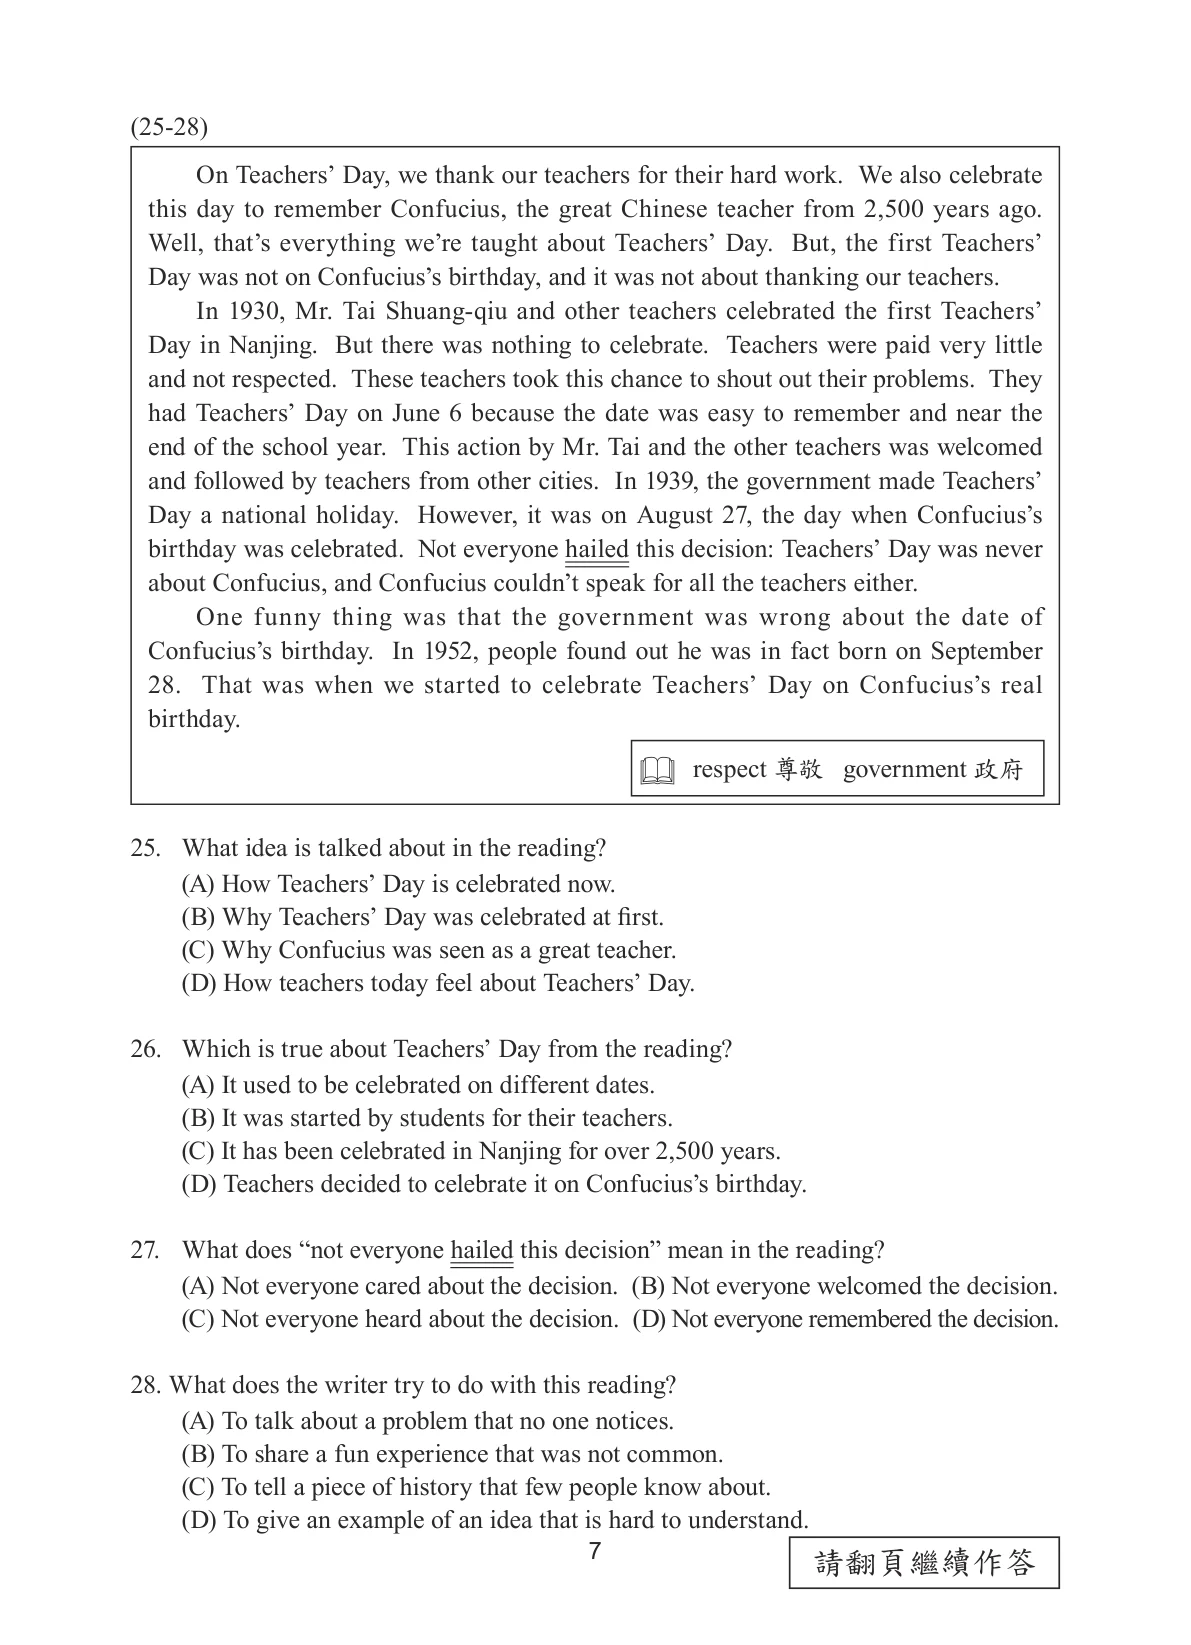 (25-28)
On Teachers’ Day, we thank our teachers for their hard work. We also celebrate
this day to remember Confucius, the great Chinese teacher from 2,500 years ago.
Well, that’s everything we’re taught about Teachers’ Day. But, the first Teachers’
Day was not on Confucius’s birthday, and it was not about thanking our teachers.
In 1930, Mr. Tai Shuang-qiu and other teachers celebrated the first Teachers’
Day in Nanjing. But there was nothing to celebrate. Teachers were paid very little
and not respected. These teachers took this chance to shout out their problems. They
had Teachers’ Day on June 6 because the date was easy to remember and near the
end of the school year. This action by Mr. Tai and the other teachers was welcomed
and followed by teachers from other cities. In 1939, the government made Teachers’
Day a national holiday. However, it was on August 27, the day when Confucius’s
birthday was celebrated. Not everyone hailed this decision: Teachers’ Day was never
about Confucius, and Confucius couldn’t speak for all the teachers either.
One funny thing was that the government was wrong about the date of
Confucius’s birthday. In 1952, people found out he was in fact born on September
28. That was when we started to celebrate Teachers’ Day on Confucius’s real
birthday.
respect 尊敬 government 政府
25. What idea is talked about in the reading?
(A) How Teachers’ Day is celebrated now.
(B) Why Teachers’ Day was celebrated at first.
(C) Why Confucius was seen as a great teacher.
(D) How teachers today feel about Teachers’ Day.
26. Which is true about Teachers’ Day from the reading?
(A) It used to be celebrated on different dates.
(B) It was started by students for their teachers.
(C) It has been celebrated in Nanjing for over 2,500 years.
(D) Teachers decided to celebrate it on Confucius’s birthday.
27. What does “not everyone hailed this decision” mean in the reading?
(A) Not everyone cared about the decision. (B) Not everyone welcomed the decision.
(C) Not everyone heard about the decision. (D) Not everyone remembered the decision.
28. What does the writer try to do with this reading?
(A) To talk about a problem that no one notices.
(B) To share a fun experience that was not common.
(C) To tell a piece of history that few people know about.
(D) To give an example of an idea that is hard to understand.
7
請翻頁繼續作答